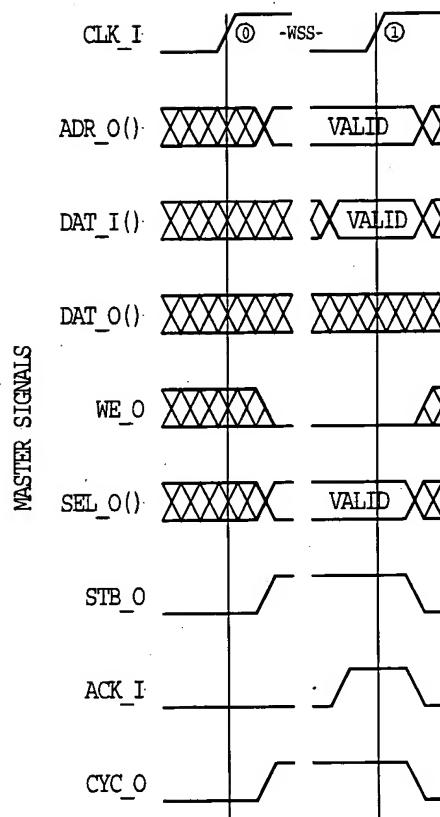 CLK_I
⓪
-WSS-
①
ADR_O()
VALID
DAT_I()
VALID
DAT_O()
MASTER SIGNALS
WE_O
SEL_O()
VALID
STB_O
ACK_I
CYC_O